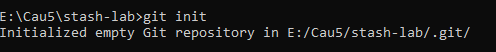 E:\Cau5\stash-lab>git init
Initialized empty Git repository in E:/Cau5/stash-lab/.git/